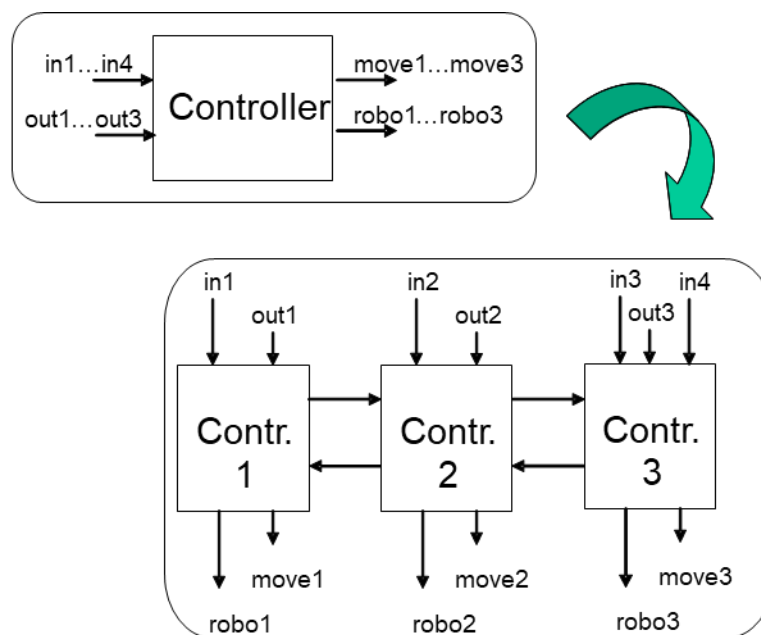 in1...in4
move1...move3
Controller
out1...out3
robo1...robo3
in1
in2
in3
in4
out1
out2
out3
Contr.
1
Contr.
2
Contr.
3
move1
move2
move3
robo1
robo2
robo3